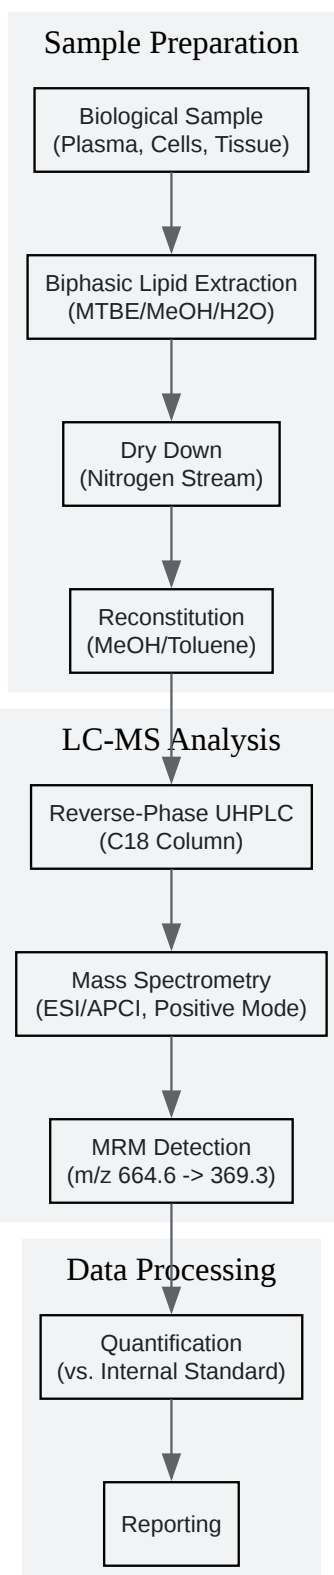 Sample Preparation
Biological Sample
(Plasma, Cells, Tissue)
Biphasic Lipid Extraction
(MTBE/MeOH/H2O)
Dry Down
(Nitrogen Stream)
Reconstitution
(MeOH/Toluene)
LC-MS Analysis
Reverse-Phase UHPLC
(C18 Column)
Mass Spectrometry
(ESI/APCI, Positive Mode)
MRM Detection
(m/z 664.6 -> 369.3)
Data Processing
Quantification
(vs. Internal Standard)
Reporting